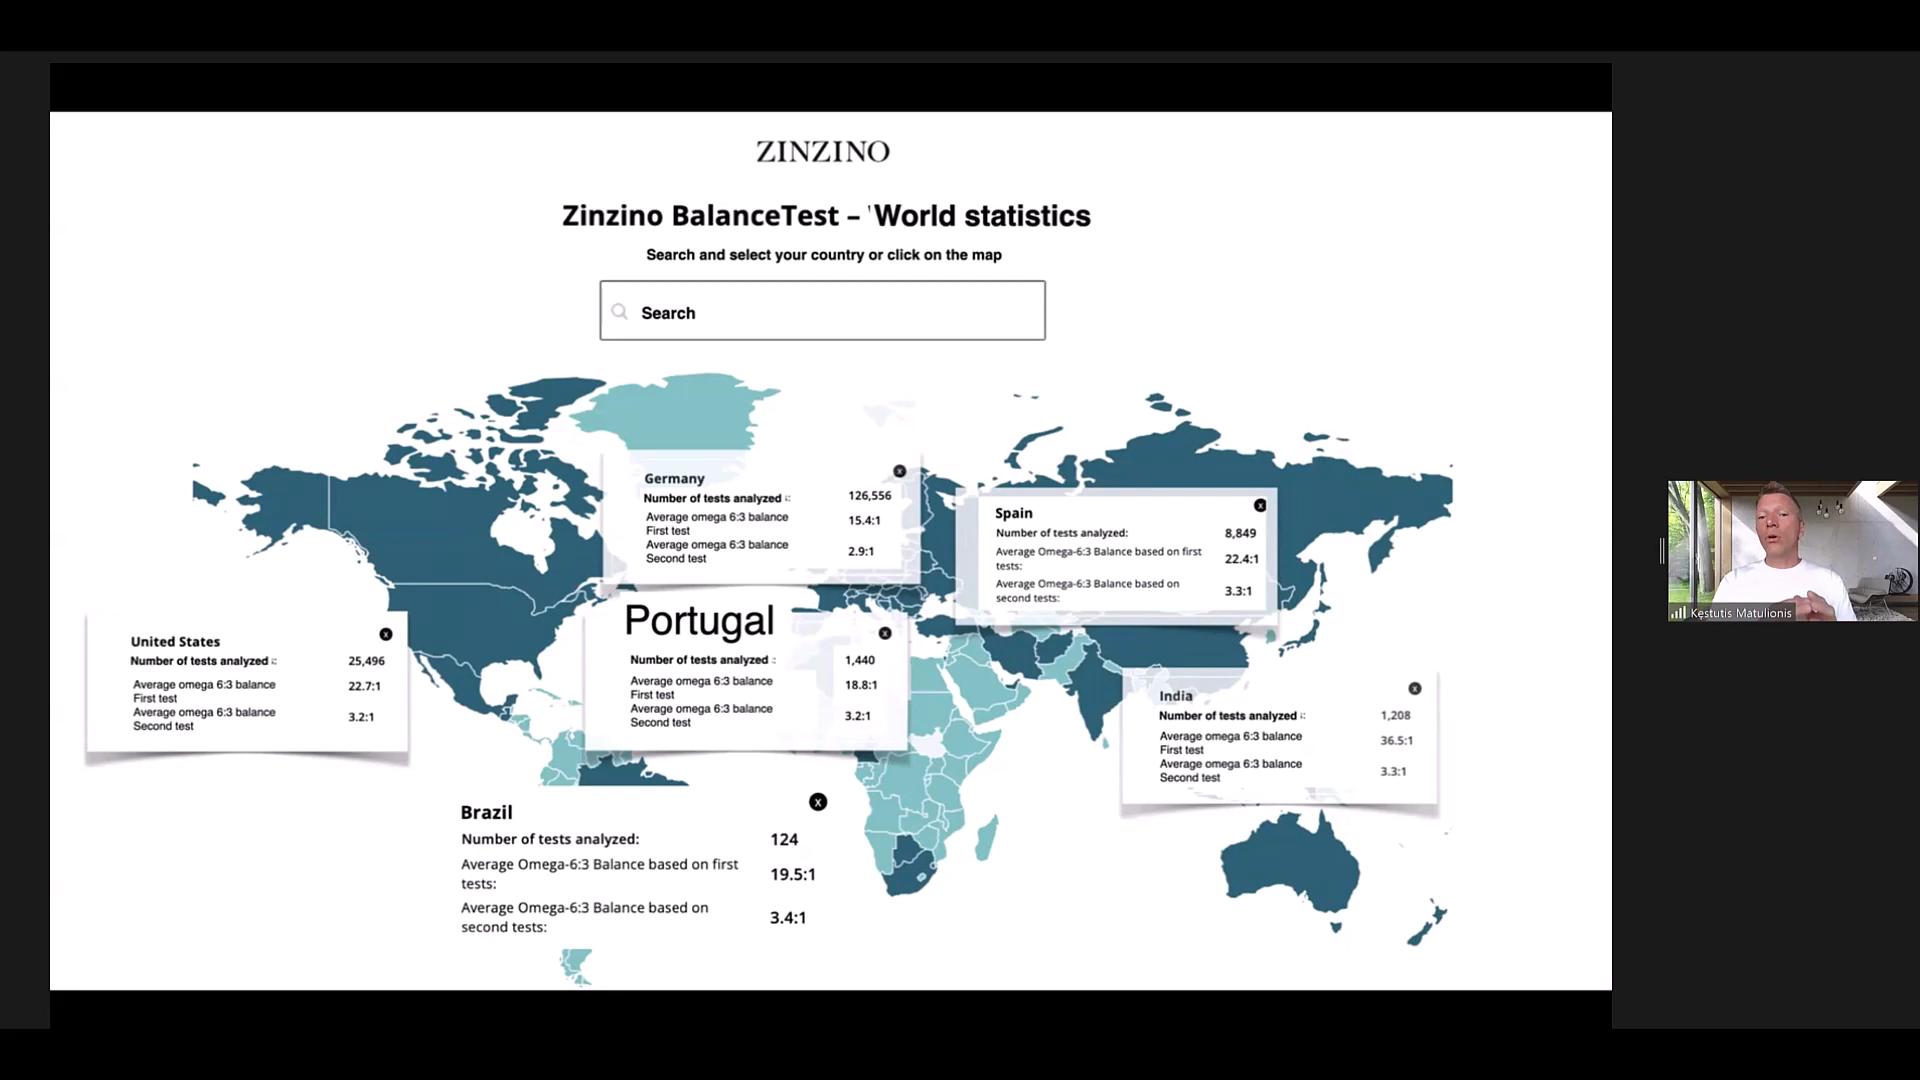 ZINZINO
Zinzino BalanceTest – World statistics
Search and select your country or click on the map
Search
Germany
x
Number of tests analyzed :
126,556
Average omega 6:3 balance
First test
15.4:1
Average omega 6:3 balance
Second test
2.9:1
Spain
x
Number of tests analyzed:
8,849
Average Omega-6:3 Balance based on first
tests:
22.4:1
Average Omega-6:3 Balance based on
second tests:
3.3:1
United States
x
Number of tests analyzed :
25,496
Average omega 6:3 balance
First test
22.7:1
Average omega 6:3 balance
Second test
3.2:1
Portugal
x
Number of tests analyzed :
1,440
Average omega 6:3 balance
First test
18.8:1
Average omega 6:3 balance
Second test
3.2:1
India
x
Number of tests analyzed :
1,208
Average omega 6:3 balance
First test
36.5:1
Average omega 6:3 balance
Second test
3.3:1
Brazil
x
Number of tests analyzed:
124
Average Omega-6:3 Balance based on first
tests:
19.5:1
Average Omega-6:3 Balance based on
second tests:
3.4:1
Kęstutis Matulionis